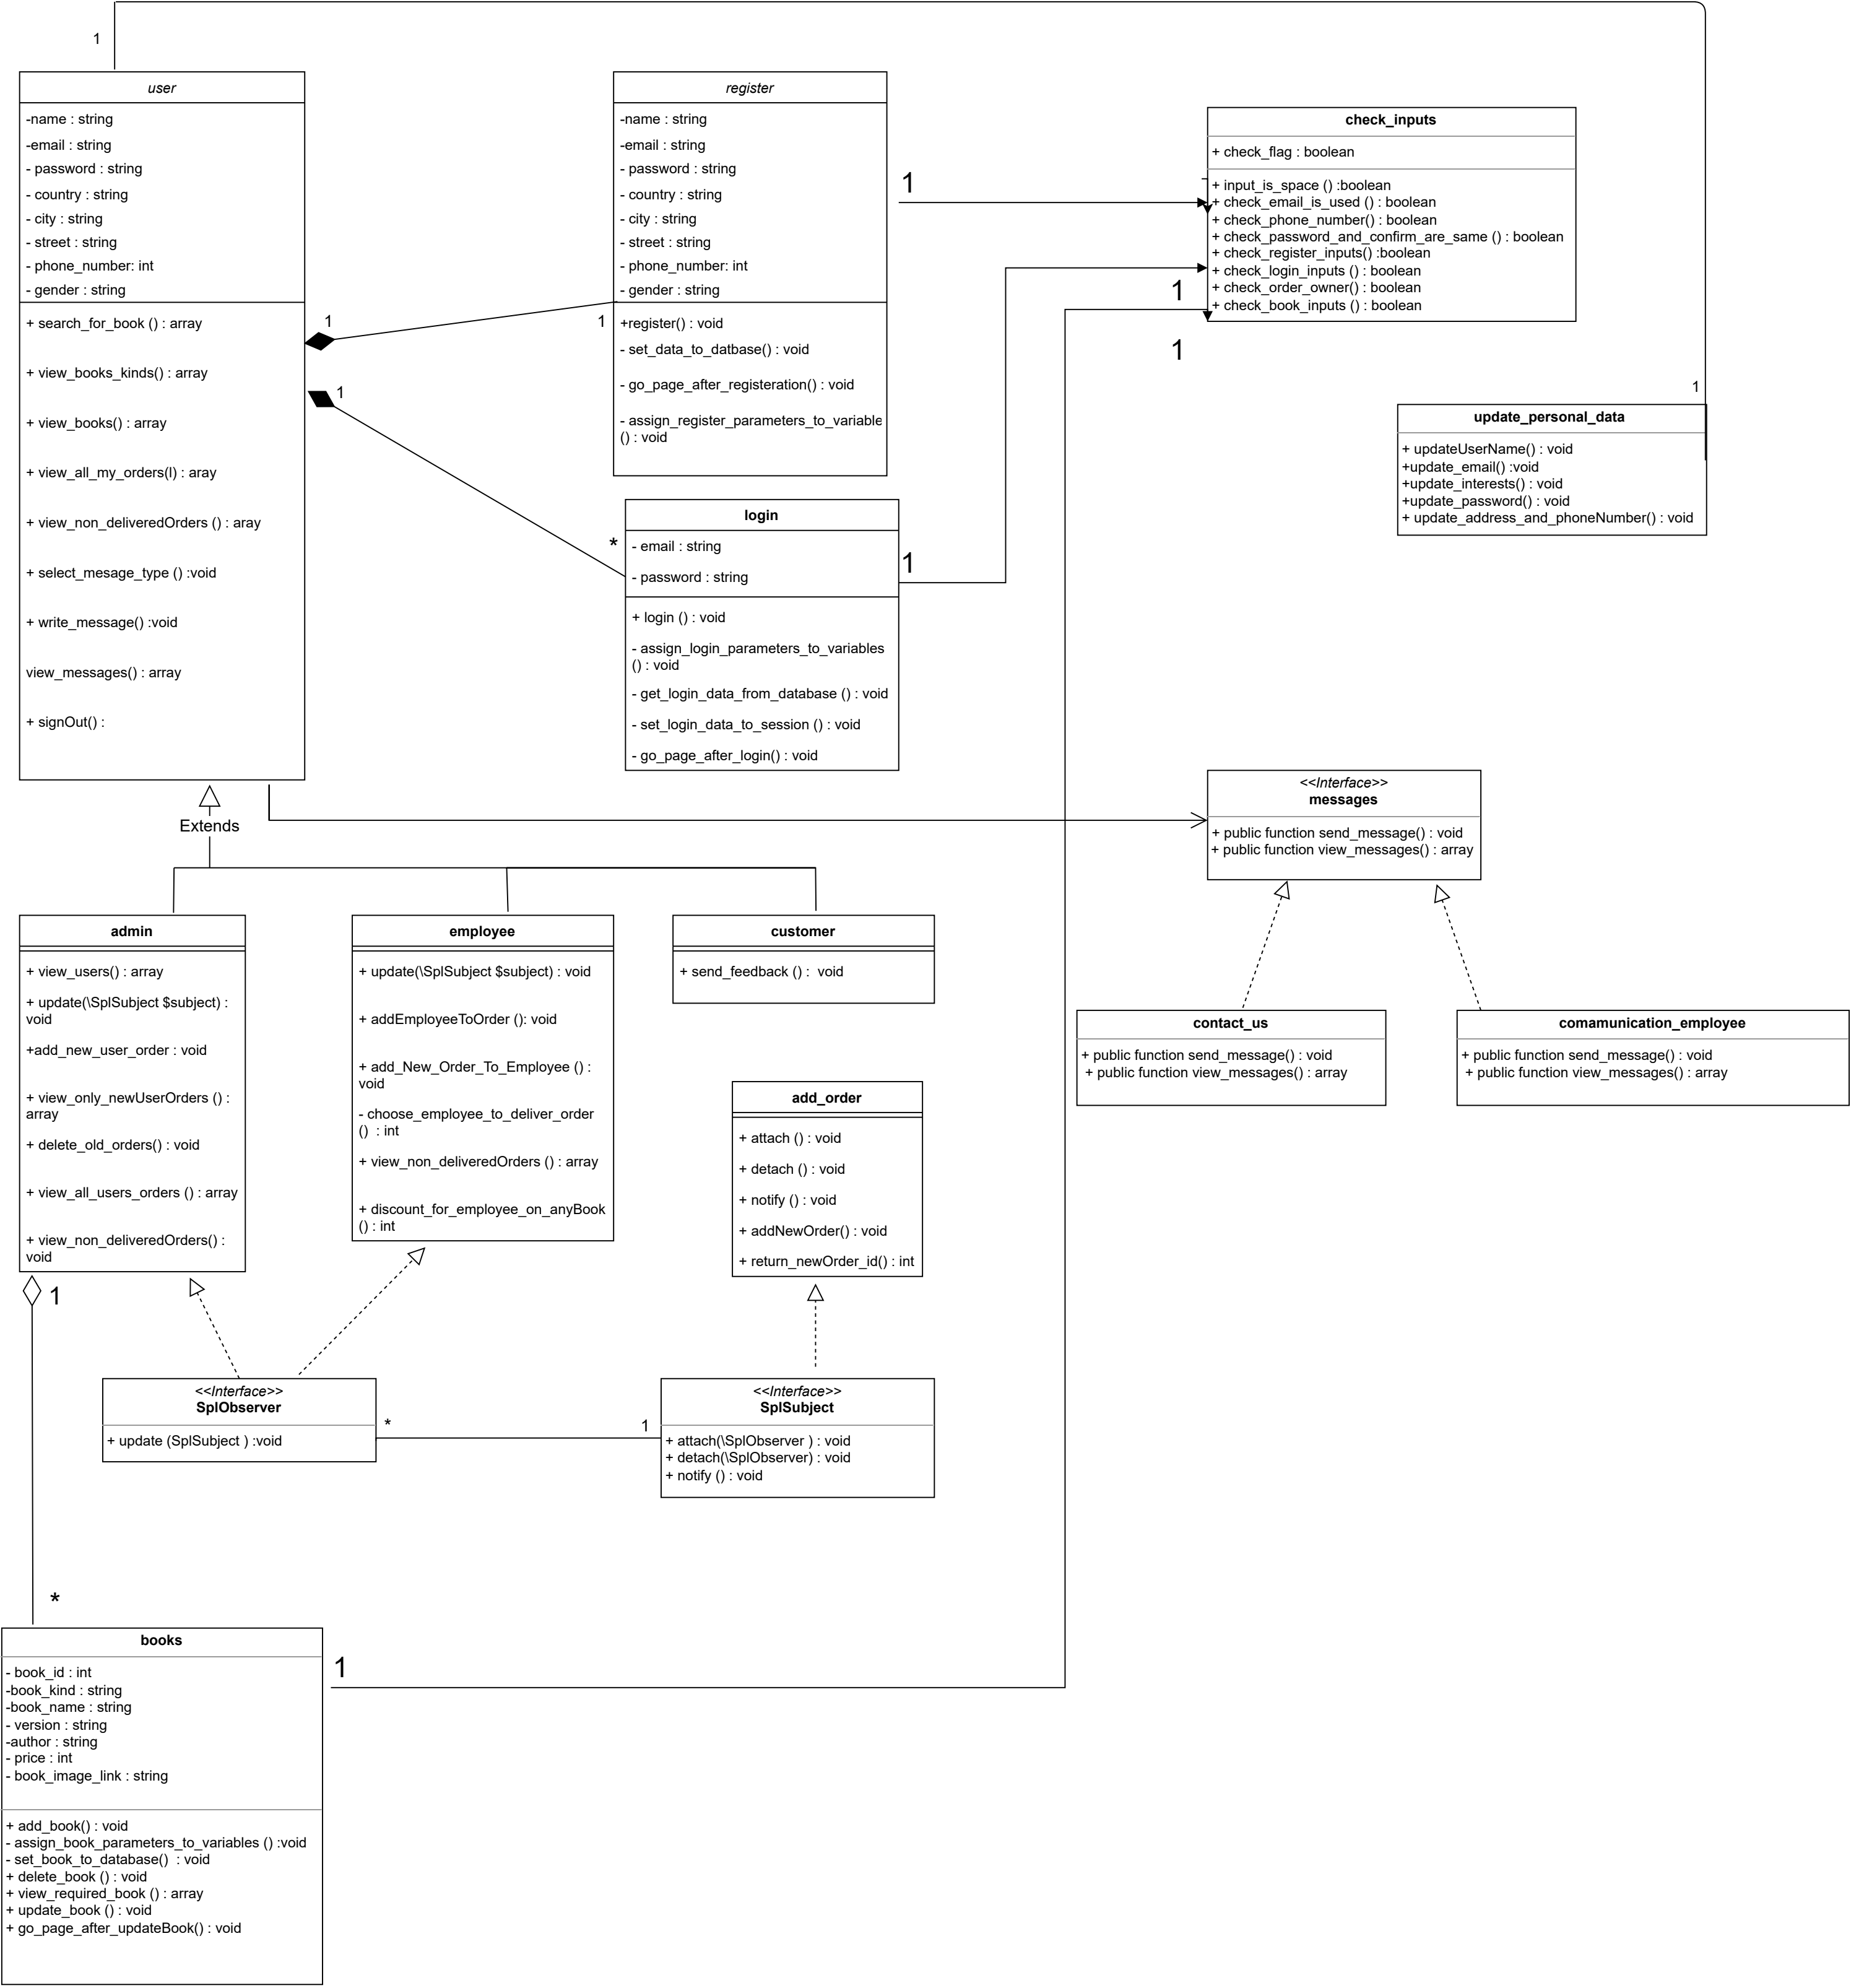 1
user
-name : string
-email : string
- password : string
- country : string
- city : string
- street : string
- phone_number: int
- gender : string
+ search_for_book () : array
+ view_books_kinds() : array
+ view_books() : array
+ view_all_my_orders(l) : aray
+ view_non_deliveredOrders () : aray
+ select_mesage_type () :void
+ write_message() :void
view_messages() : array
+ signOut() :
1
1
register
-name : string
-email : string
- password : string
- country : string
- city : string
- street : string
- phone_number: int
- gender : string
+register() : void
- set_data_to_datbase() : void
- go_page_after_registeration() : void
- assign_register_parameters_to_variable
() : void
1
*
login
- email : string
- password : string
+ login () : void
- assign_login_parameters_to_variables
() : void
- get_login_data_from_database () : void
- set_login_data_to_session () : void
- go_page_after_login() : void
1
1
check_inputs
+ check_flag : boolean
+ input_is_space () :boolean
+ check_email_is_used () : boolean
+ check_phone_number() : boolean
+ check_password_and_confirm_are_same () : boolean
+ check_register_inputs() :boolean
+ check_login_inputs () : boolean
+ check_order_owner() : boolean
+ check_book_inputs () : boolean
1
1
1
update_personal_data
+ updateUserName() : void
+update_email() :void
+update_interests() : void
+update_password() : void
+ update_address_and_phoneNumber() : void
Extends
<<Interface>>
messages
+ public function send_message() : void
+ public function view_messages() : array
admin
+ view_users() : array
+ update(\SplSubject $subject) :
void
+add_new_user_order : void
+ view_only_newUserOrders () :
array
+ delete_old_orders() : void
+ view_all_users_orders () : array
+ view_non_deliveredOrders() :
void
employee
+ update(\SplSubject $subject) : void
+ addEmployeeToOrder (): void
+ add_New_Order_To_Employee () :
void
- choose_employee_to_deliver_order
()  : int
+ view_non_deliveredOrders () : array
+ discount_for_employee_on_anyBook
() : int
customer
+ send_feedback () :  void
add_order
+ attach () : void
+ detach () : void
+ notify () : void
+ addNewOrder() : void
+ return_newOrder_id() : int
contact_us
+ public function send_message() : void
+ public function view_messages() : array
comamunication_employee
+ public function send_message() : void
+ public function view_messages() : array
1
<<Interface>>
SplObserver
+ update (SplSubject ) :void
*
1
<<Interface>>
SplSubject
+ attach(\SplObserver ) : void
+ detach(\SplObserver) : void
+ notify () : void
*
books
- book_id : int
-book_kind : string
-book_name : string
- version : string
-author : string
- price : int
- book_image_link : string
+ add_book() : void
- assign_book_parameters_to_variables () :void
- set_book_to_database()  : void
+ delete_book () : void
+ view_required_book () : array
+ update_book () : void
+ go_page_after_updateBook() : void
1